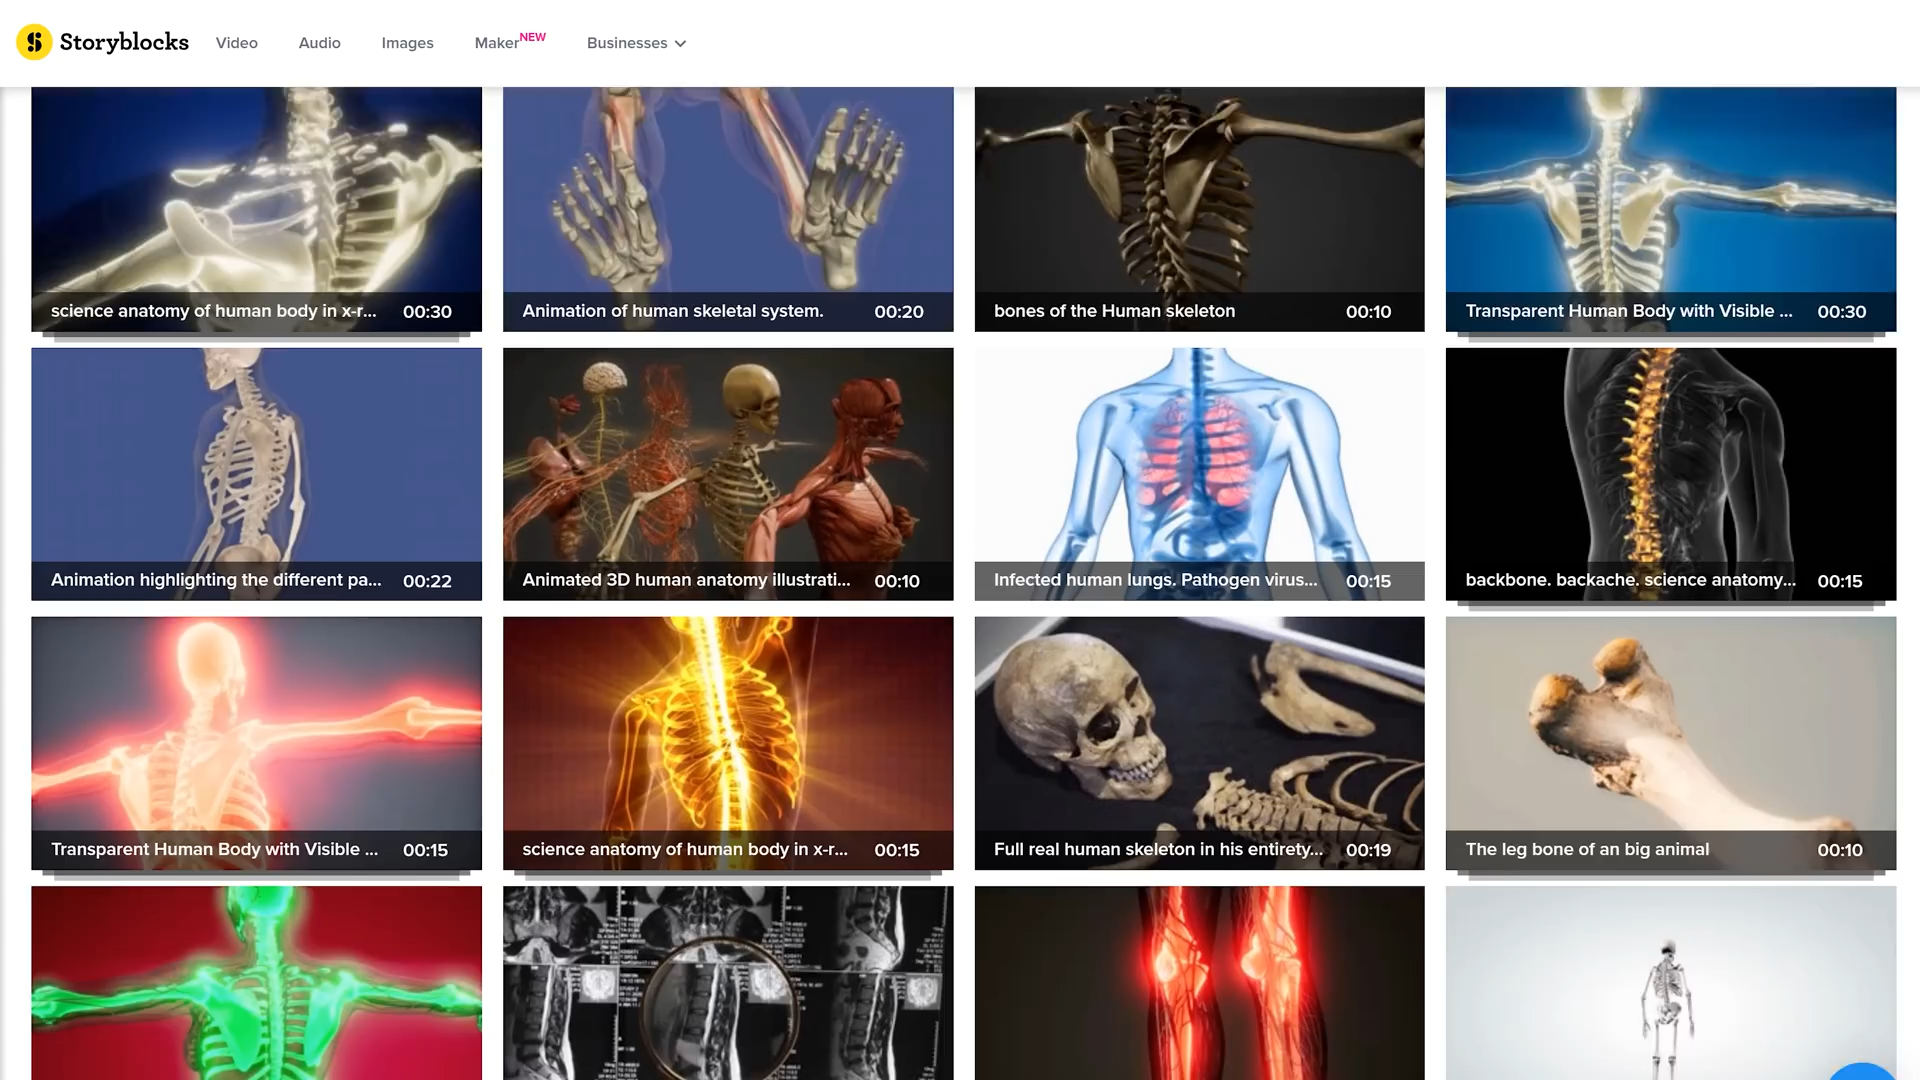 Storyblocks Video Audio Images Maker NEW Businesses
science anatomy of human body in x-r... 00:30
Animation of human skeletal system. 00:20
bones of the Human skeleton 00:10
Transparent Human Body with Visible ... 00:30
Animation highlighting the different pa... 00:22
Animated 3D human anatomy illustrati... 00:10
Infected human lungs. Pathogen virus... 00:15
backbone. backache. science anatomy... 00:15
Transparent Human Body with Visible ... 00:15
science anatomy of human body in x-r... 00:15
Full real human skeleton in his entirety... 00:19
The leg bone of an big animal 00:10